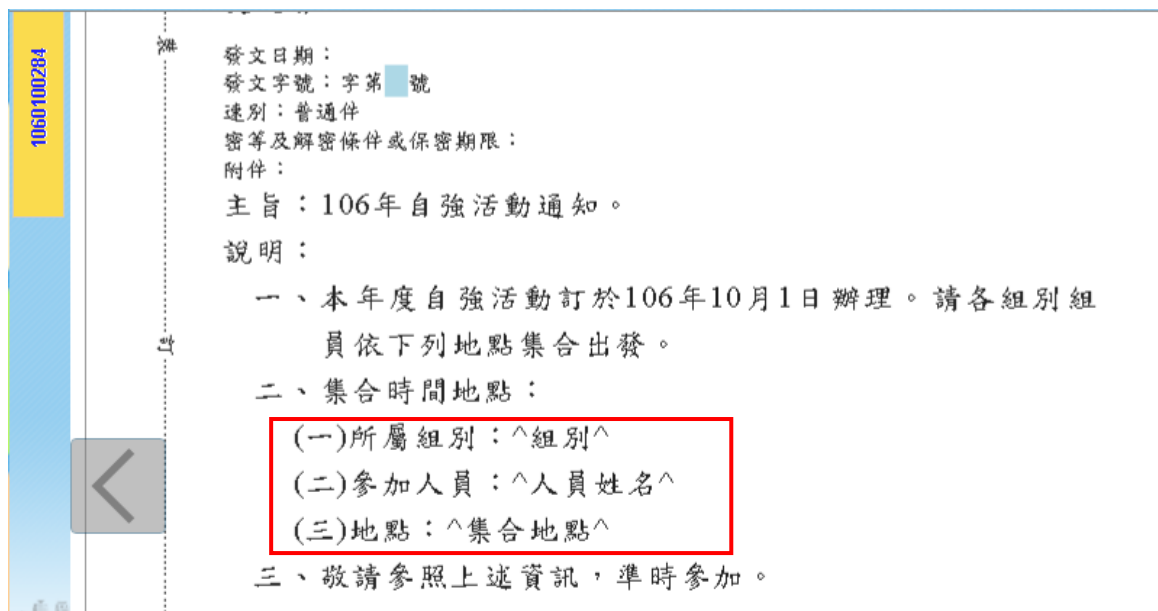 1060100284
裝
發文日期：
發文字號：字第 號
速別：普通件
密等及解密條件或保密期限：
附件：
主旨：106年自強活動通知。
說明：
一、本年度自強活動訂於106年10月1日辦理。請各組別組
訂
員依下列地點集合出發。
二、集合時間地點：
(一)所屬組別：^組別^
(二)參加人員：^人員姓名^
(三)地點：^集合地點^
三、敬請參照上述資訊，準時參加。